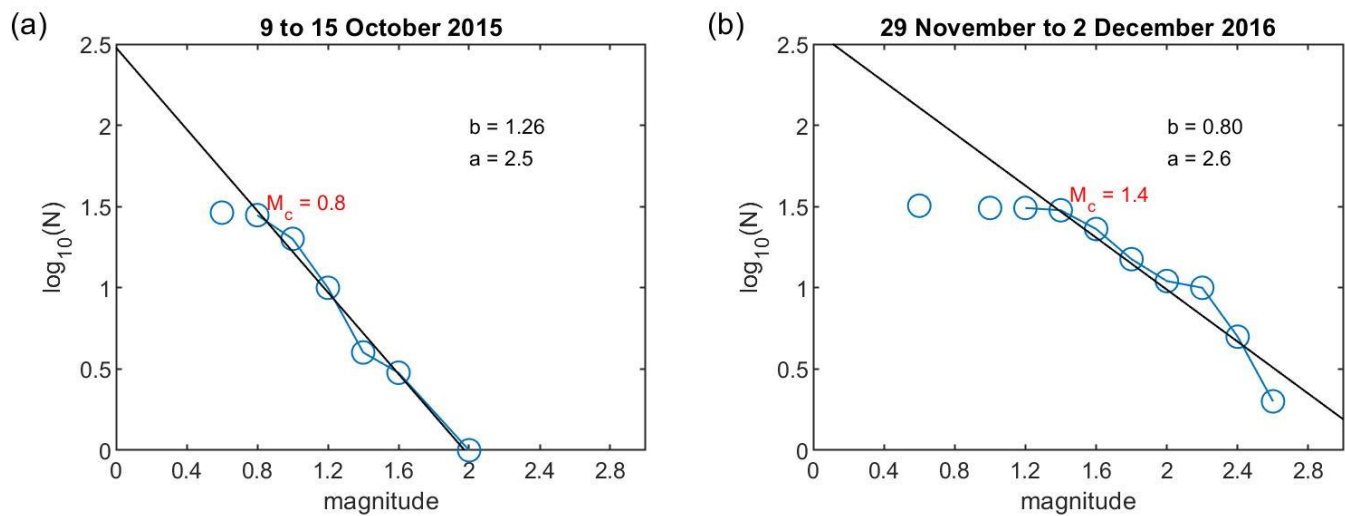 (a)
9 to 15 October 2015
2.5
2
1.5
1
0.5
0
log10(N)
b = 1.26
a = 2.5
Mc = 0.8
0 0.4 0.8 1.2 1.6 2 2.4 2.8
magnitude
(b)
29 November to 2 December 2016
2.5
2
1.5
1
0.5
0
log10(N)
b = 0.80
a = 2.6
Mc = 1.4
0 0.4 0.8 1.2 1.6 2 2.4 2.8
magnitude